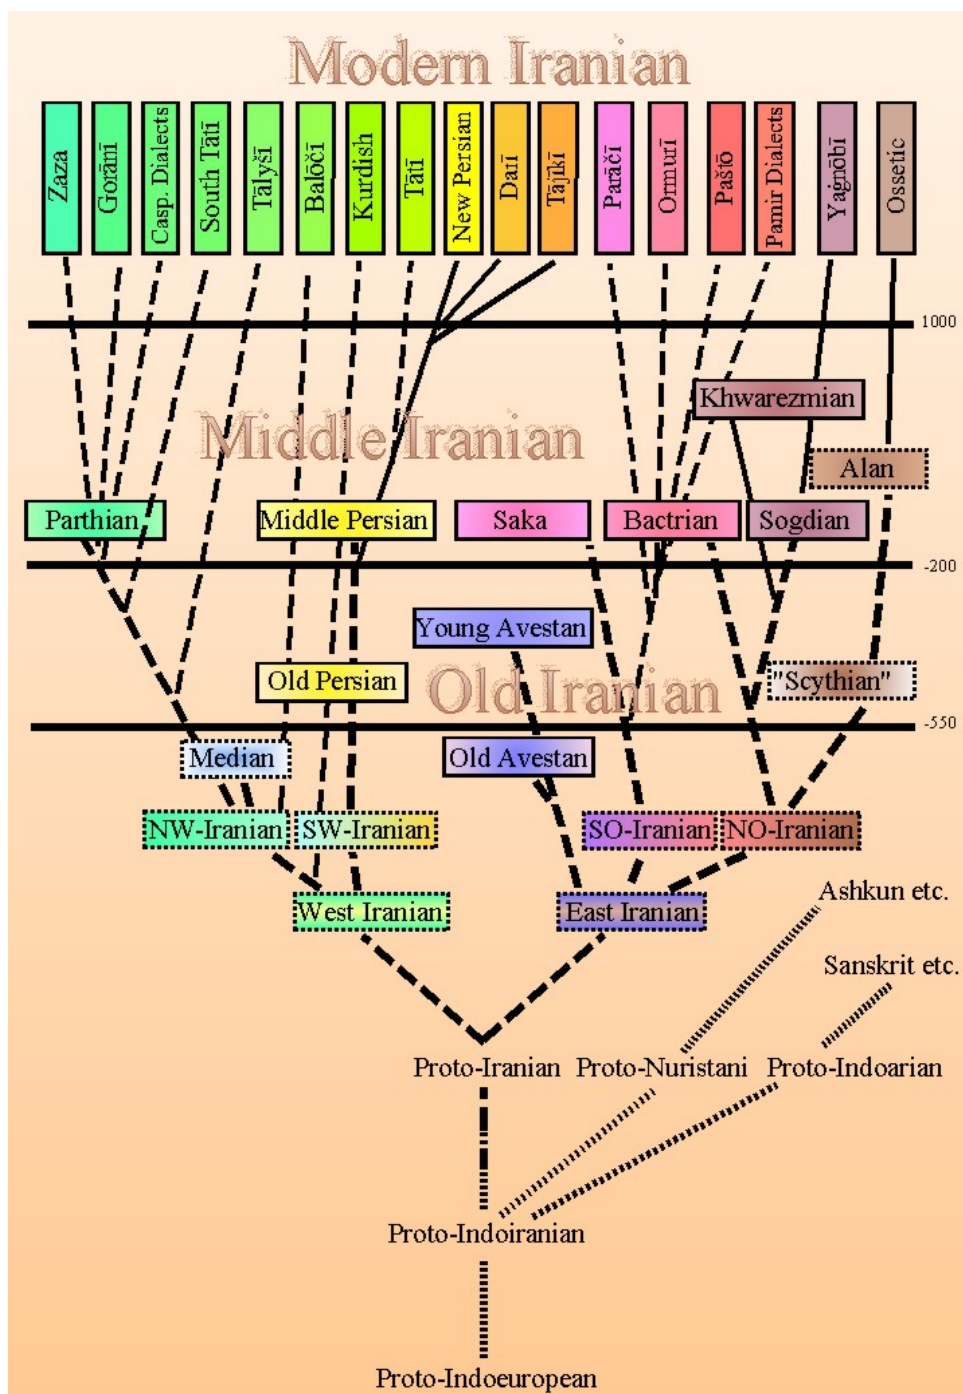 Modern Iranian
Zaza
Gorānī
Casp. Dialects
South Tātī
Tālyšī
Balōčī
Kurdish
Tātī
New Persian
Darī
Tājīkī
Parāčī
Ormurī
Paštō
Pamir Dialects
Yagnōbī
Ossetic
1000
Khwarezmian
Middle Iranian
Alan
Parthian
Middle Persian
Saka
Bactrian
Sogdian
-200
Young Avestan
Old Persian
Old Iranian
"Scythian"
-550
Median
Old Avestan
NW-Iranian
SW-Iranian
SO-Iranian
NO-Iranian
West Iranian
East Iranian
Ashkun etc.
Sanskrit etc.
Proto-Iranian
Proto-Nuristani
Proto-Indoarian
Proto-Indoiranian
Proto-Indoeuropean